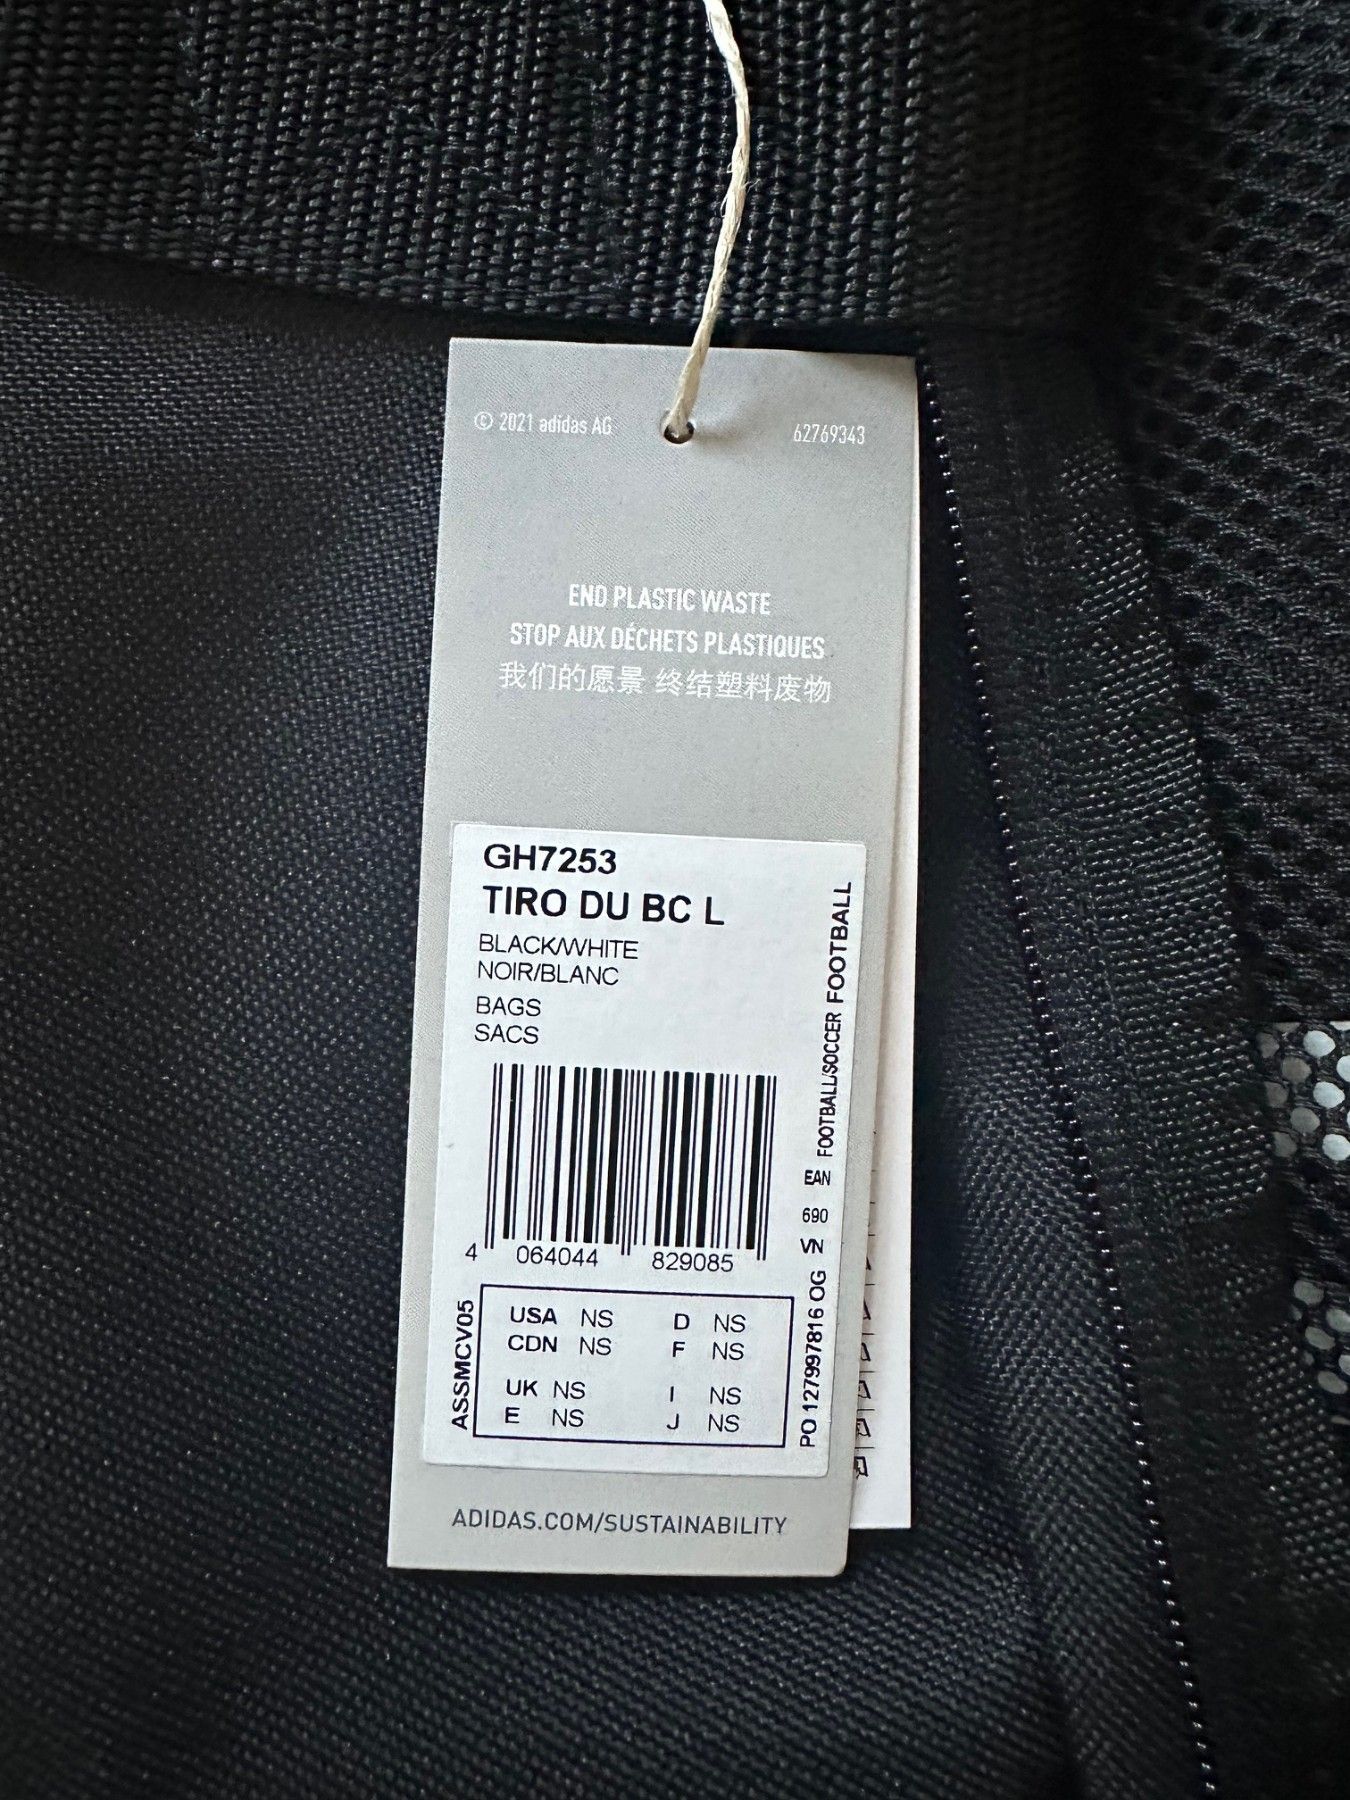 © 2021 adidas AG
62769343
END PLASTIC WASTE
STOP AUX DÉCHETS PLASTIQUES
我们的愿景 终结塑料废物
GH7253
TIRO DU BC L
BLACK/WHITE
NOIR/BLANC
BAGS
SACS
FOOTBALL/SOCCER FOOTBALL
EAN
690
VN
PO 127997816 OG
4 064044 829085
ASSMCV05
USA NS D NS
CDN NS F NS
UK NS I NS
E NS J NS
ADIDAS.COM/SUSTAINABILITY